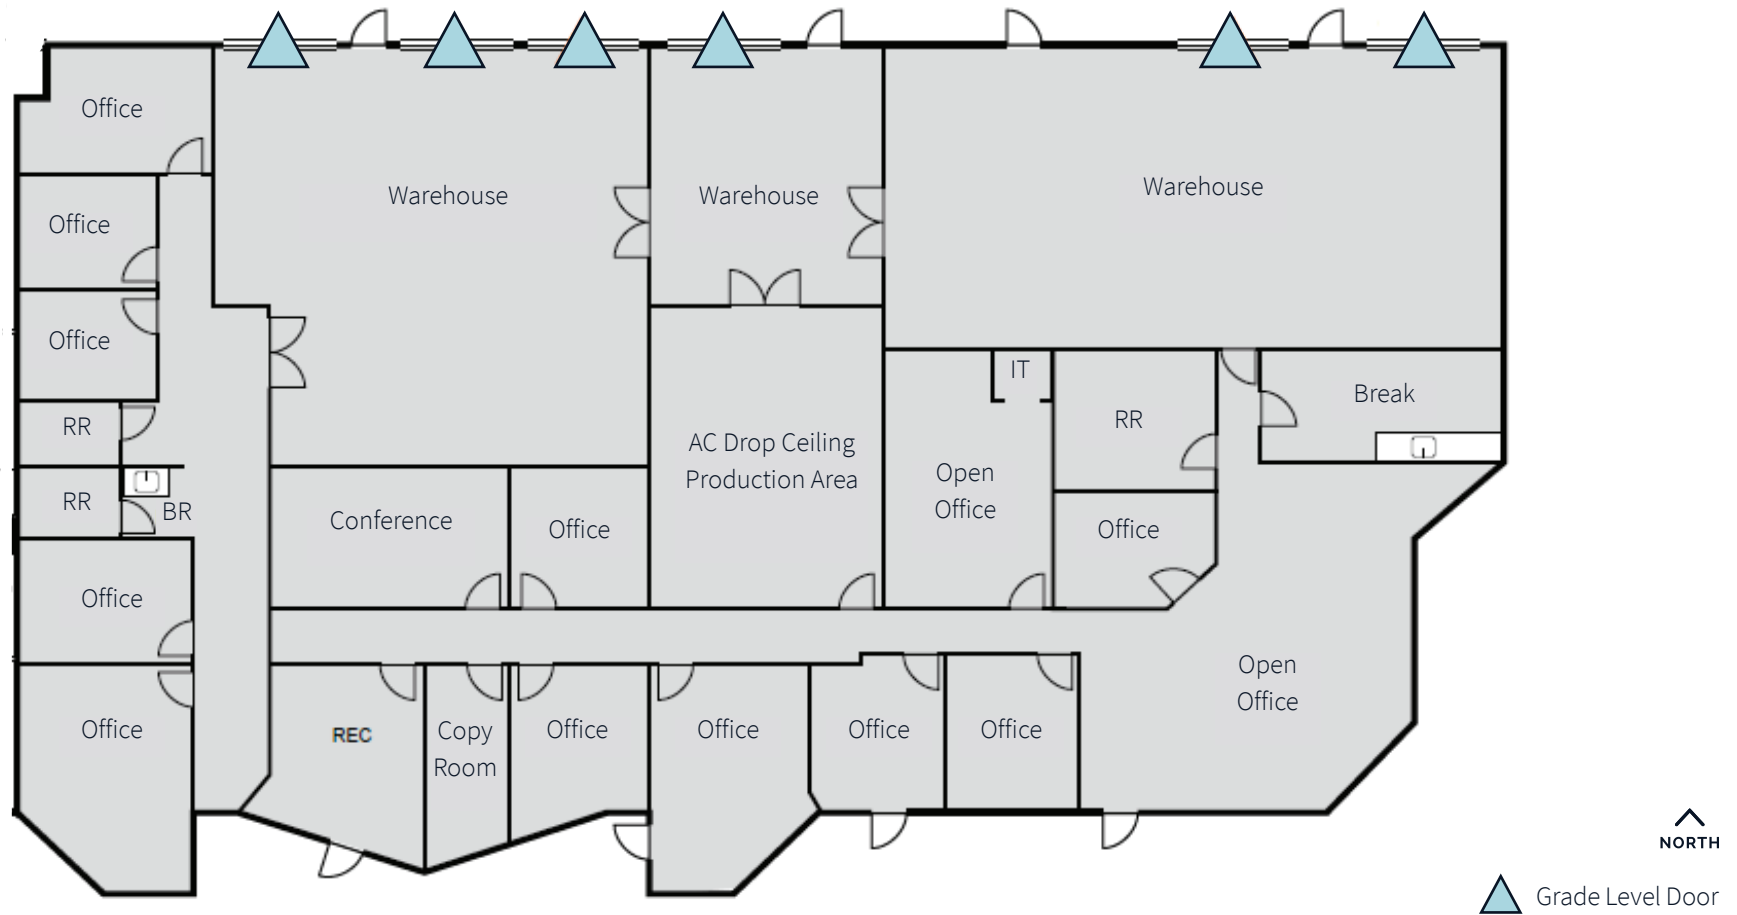 Office
Warehouse
Warehouse
Warehouse
Office
Office
IT
Break
RR
RR
AC Drop Ceiling
Production Area
Open
Office
RR
BR
Conference
Office
Office
Office
Open
Office
Office
REC
Copy
Room
Office
Office
Office
Office
NORTH
Grade Level Door